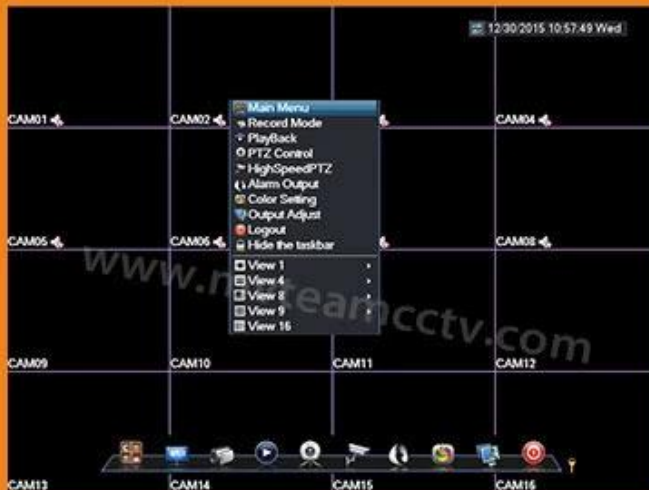 12/30/2015 10:57:49 Wed
CAM01
CAM02
CAM04
Main Menu
Record Mode
PlayBack
PTZ Control
HighSpeedPTZ
Alarm Output
Color Setting
Output Adjust
Logout
Hide the taskbar
View 1
View 4
View 8
View 9
View 16
CAM05
CAM06
CAM08
CAM09
CAM10
CAM11
CAM12
CAM13
CAM14
CAM15
CAM16